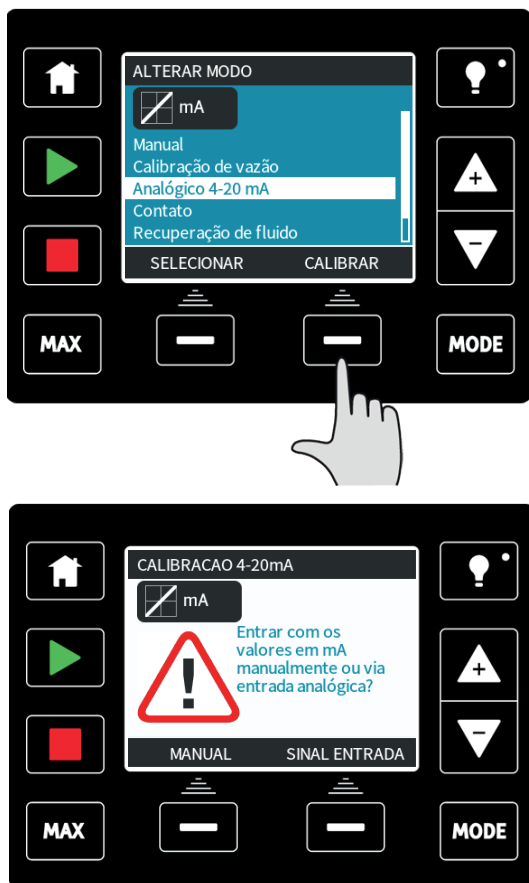 ALTERAR MODO
mA
Manual
Calibração de vazão
Analógico 4-20 mA
Contato
Recuperação de fluido
SELECIONAR CALIBRAR
+
-
MAX
MODE
CALIBRACAO 4-20mA
mA
Entrar com os
valores em mA
manualmente ou via
entrada analógica?
!
MANUAL SINAL ENTRADA
+
-
MAX
MODE